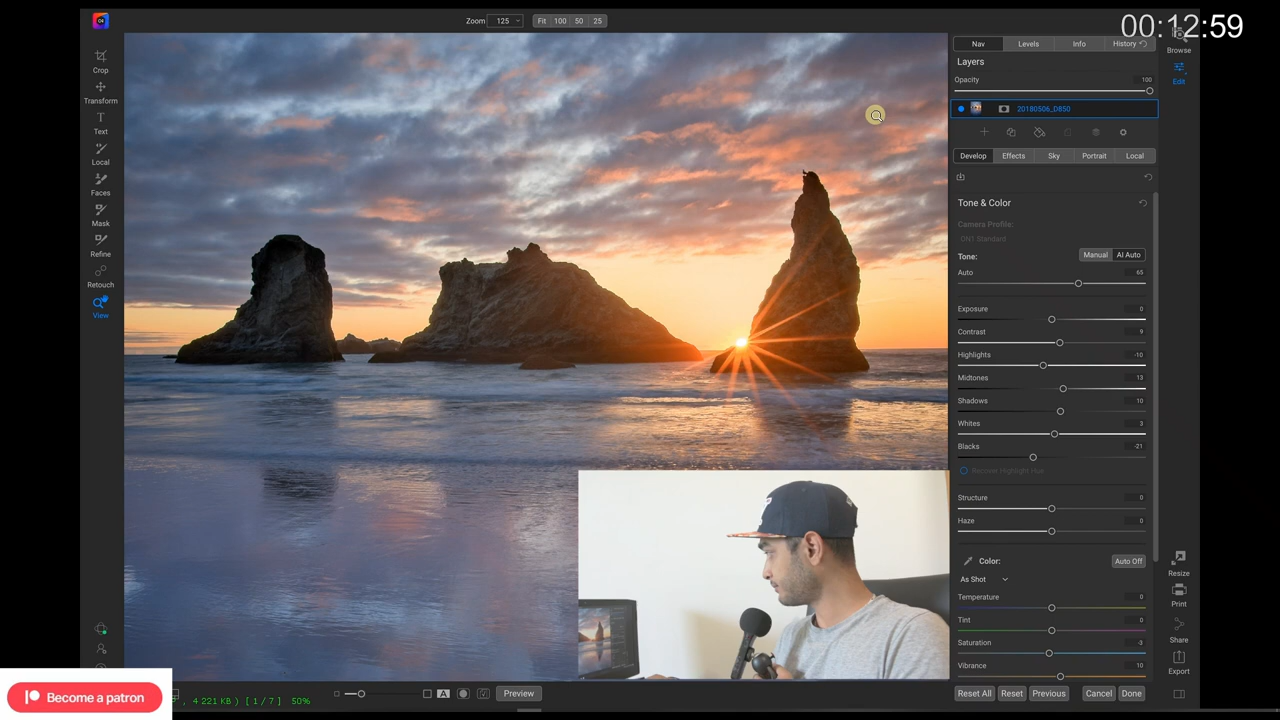 Zoom 125 Fit 100 50 25
00:12:59
Nav Levels Info History
Browse
Layers
Edit
Opacity 100
20180506_D850
Crop
Transform
Text
Local
Faces
Mask
Refine
Retouch
View
Develop Effects Sky Portrait Local
Tone & Color
Camera Profile:
ON1 Standard
Tone: Manual AI Auto
Auto 65
Exposure 0
Contrast 9
Highlights -10
Midtones 13
Shadows 10
Whites 3
Blacks -21
Recover Highlight Hue
Structure 0
Haze 0
Color: Auto Off
As Shot
Temperature 0
Tint 0
Saturation -3
Vibrance 10
Resize
Print
Share
Export
Become a patron
, 4 221 KB ) [ 1 / 7 ] 50%
A
Preview
Reset All Reset Previous Cancel Done